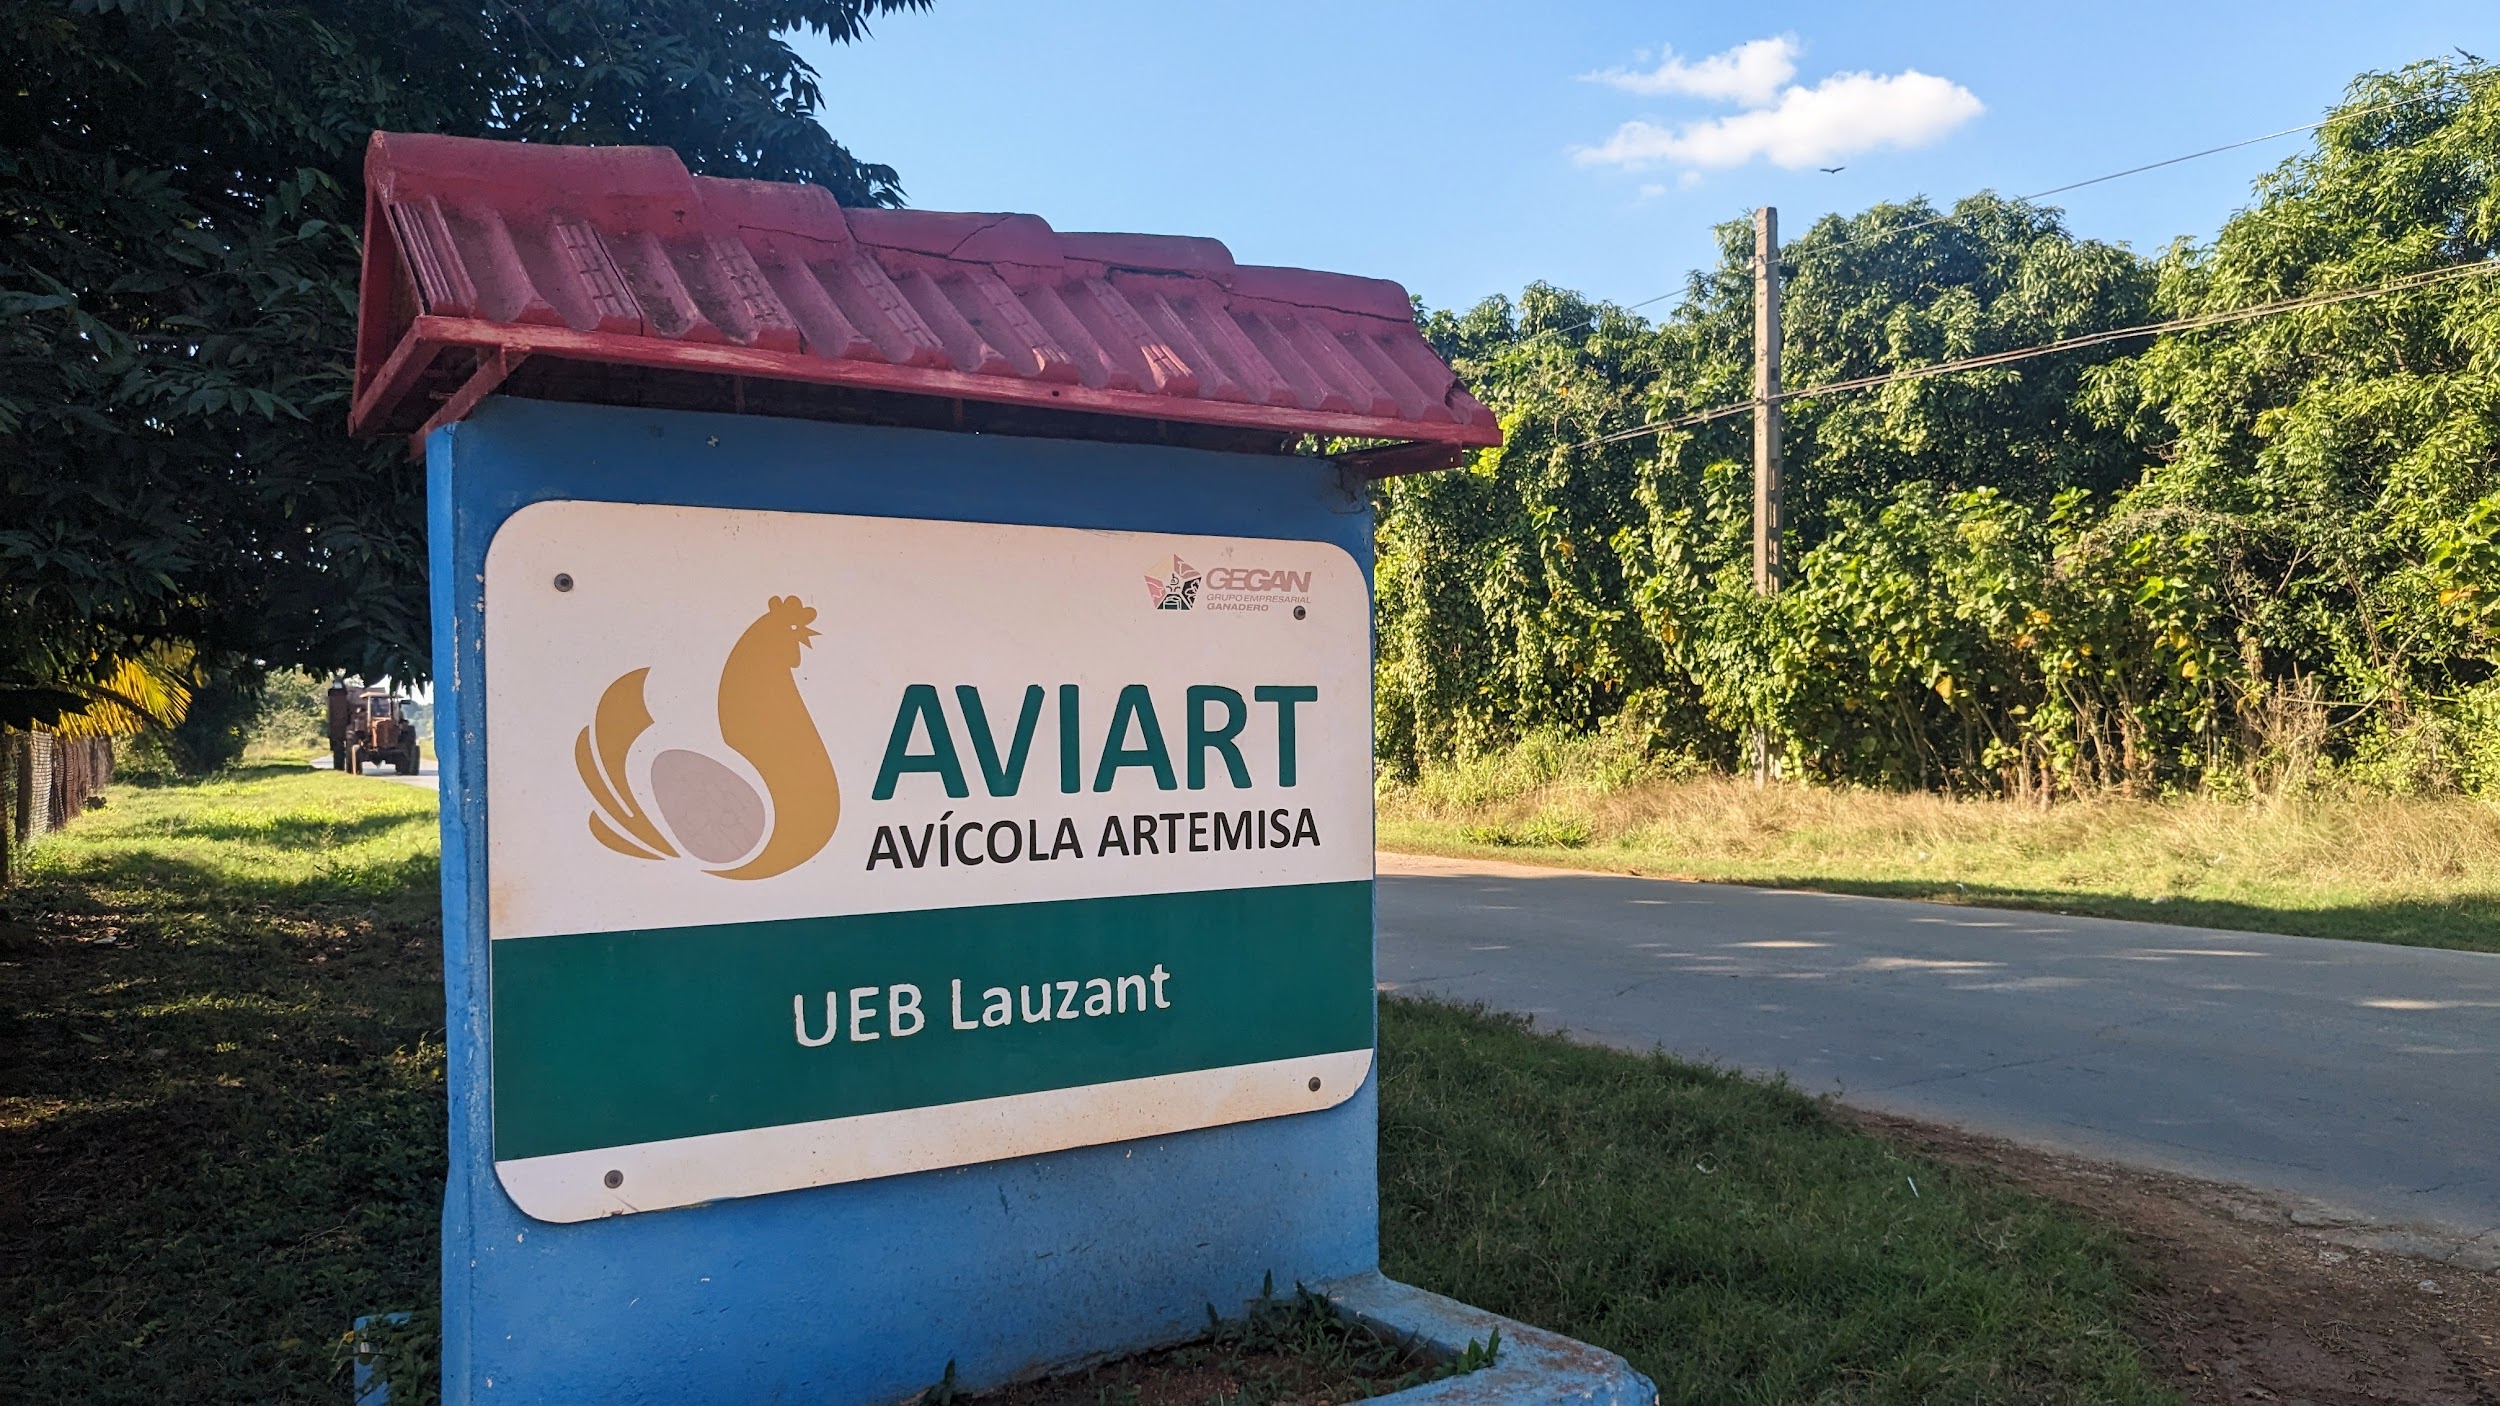 GEGAN
GRUPO EMPRESARIAL
GANADERO
AVIART
AVÍCOLA ARTEMISA
UEB Lauzant